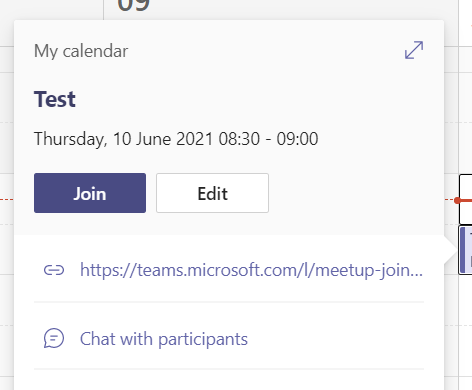 09
My calendar
Test
Thursday, 10 June 2021 08:30 - 09:00
Join
Edit
https://teams.microsoft.com/l/meetup-join...
Chat with participants